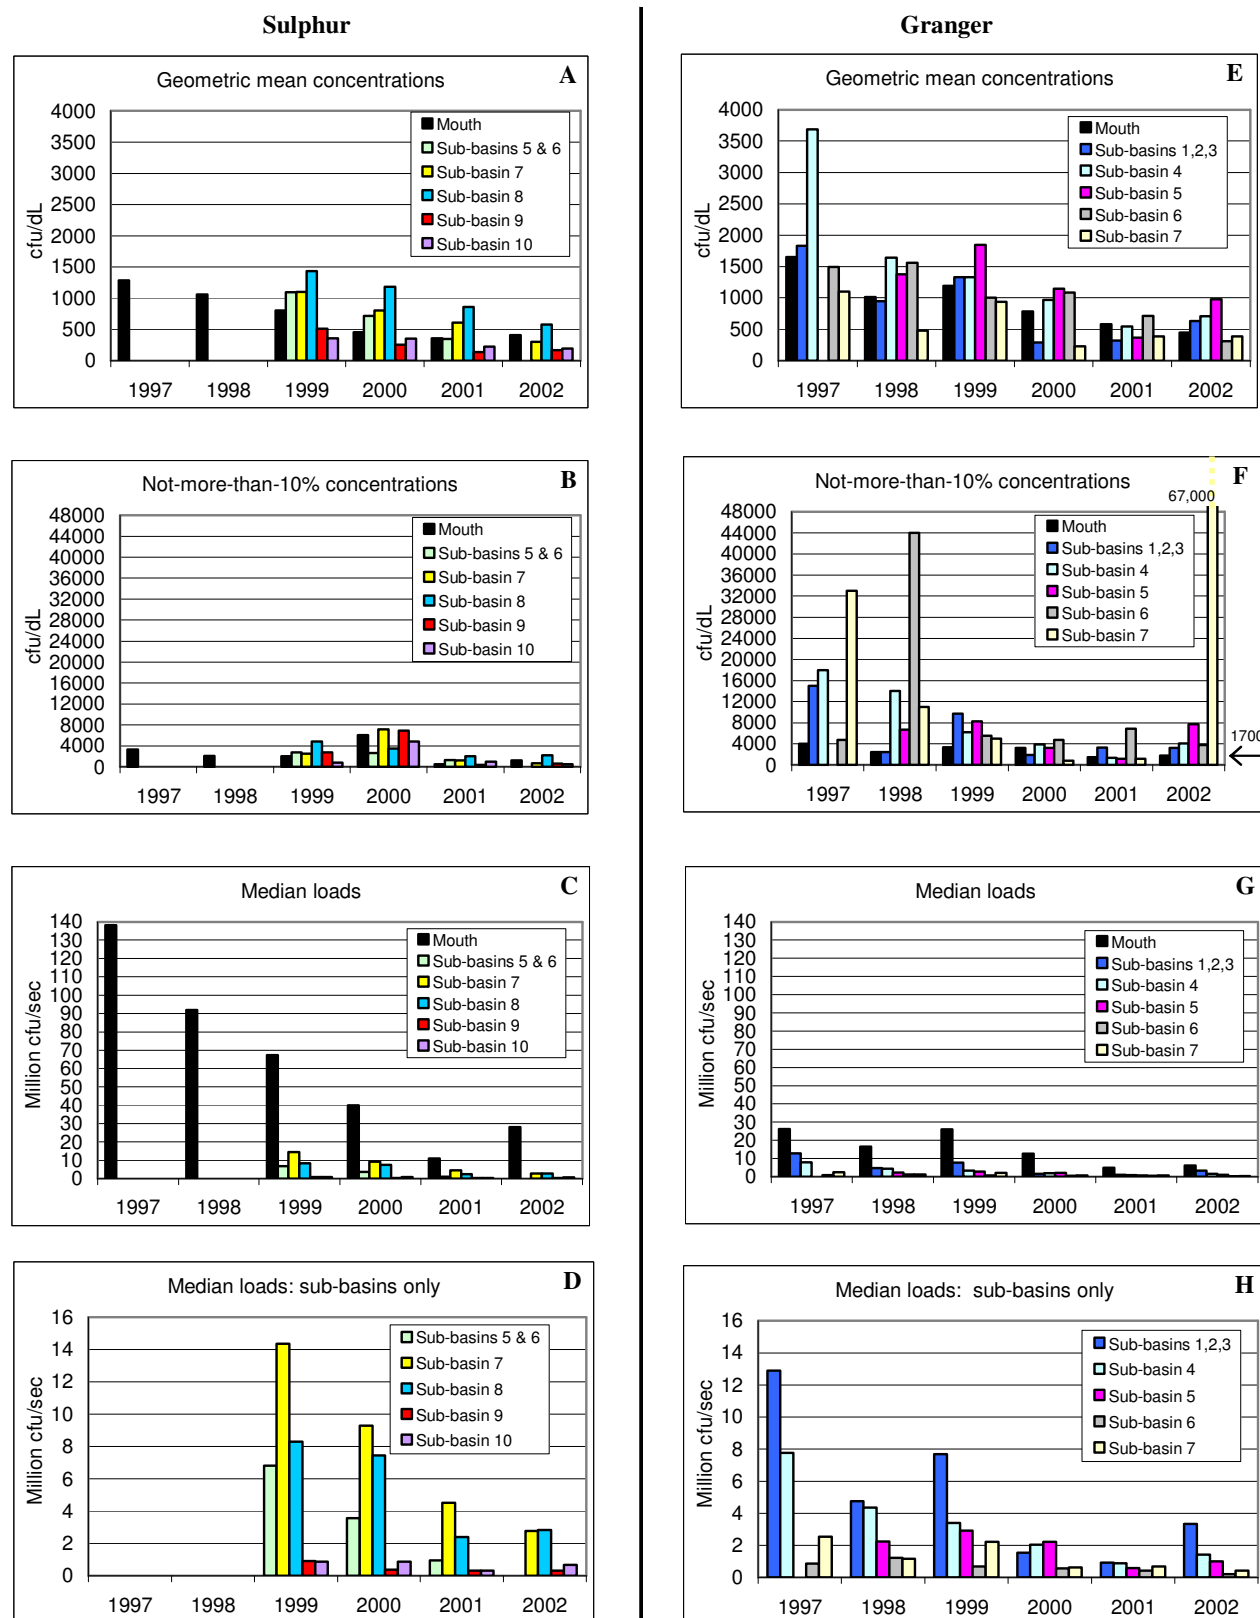 Sulphur
A
Geometric mean concentrations
4000
3500
3000
2500
2000
1500
1000
500
0
cfu/dL
Mouth
Sub-basins 5 & 6
Sub-basin 7
Sub-basin 8
Sub-basin 9
Sub-basin 10
1997 1998 1999 2000 2001 2002
B
Not-more-than-10% concentrations
48000
44000
40000
36000
32000
28000
24000
20000
16000
12000
8000
4000
0
cfu/dL
Mouth
Sub-basins 5 & 6
Sub-basin 7
Sub-basin 8
Sub-basin 9
Sub-basin 10
1997 1998 1999 2000 2001 2002
C
Median loads
140
130
120
110
100
90
80
70
60
50
40
30
20
10
0
Million cfu/sec
Mouth
Sub-basins 5 & 6
Sub-basin 7
Sub-basin 8
Sub-basin 9
Sub-basin 10
1997 1998 1999 2000 2001 2002
D
Median loads: sub-basins only
16
14
12
10
8
6
4
2
0
Million cfu/sec
Sub-basins 5 & 6
Sub-basin 7
Sub-basin 8
Sub-basin 9
Sub-basin 10
1997 1998 1999 2000 2001 2002
Granger
E
Geometric mean concentrations
4000
3500
3000
2500
2000
1500
1000
500
0
cfu/dL
Mouth
Sub-basins 1,2,3
Sub-basin 4
Sub-basin 5
Sub-basin 6
Sub-basin 7
1997 1998 1999 2000 2001 2002
F
Not-more-than-10% concentrations
67,000
48000
44000
40000
36000
32000
28000
24000
20000
16000
12000
8000
4000
0
cfu/dL
Mouth
Sub-basins 1,2,3
Sub-basin 4
Sub-basin 5
Sub-basin 6
Sub-basin 7
1700
1997 1998 1999 2000 2001 2002
G
Median loads
140
130
120
110
100
90
80
70
60
50
40
30
20
10
0
Million cfu/sec
Mouth
Sub-basins 1,2,3
Sub-basin 4
Sub-basin 5
Sub-basin 6
Sub-basin 7
1997 1998 1999 2000 2001 2002
H
Median loads: sub-basins only
16
14
12
10
8
6
4
2
0
Million cfu/sec
Sub-basins 1,2,3
Sub-basin 4
Sub-basin 5
Sub-basin 6
Sub-basin 7
1997 1998 1999 2000 2001 2002